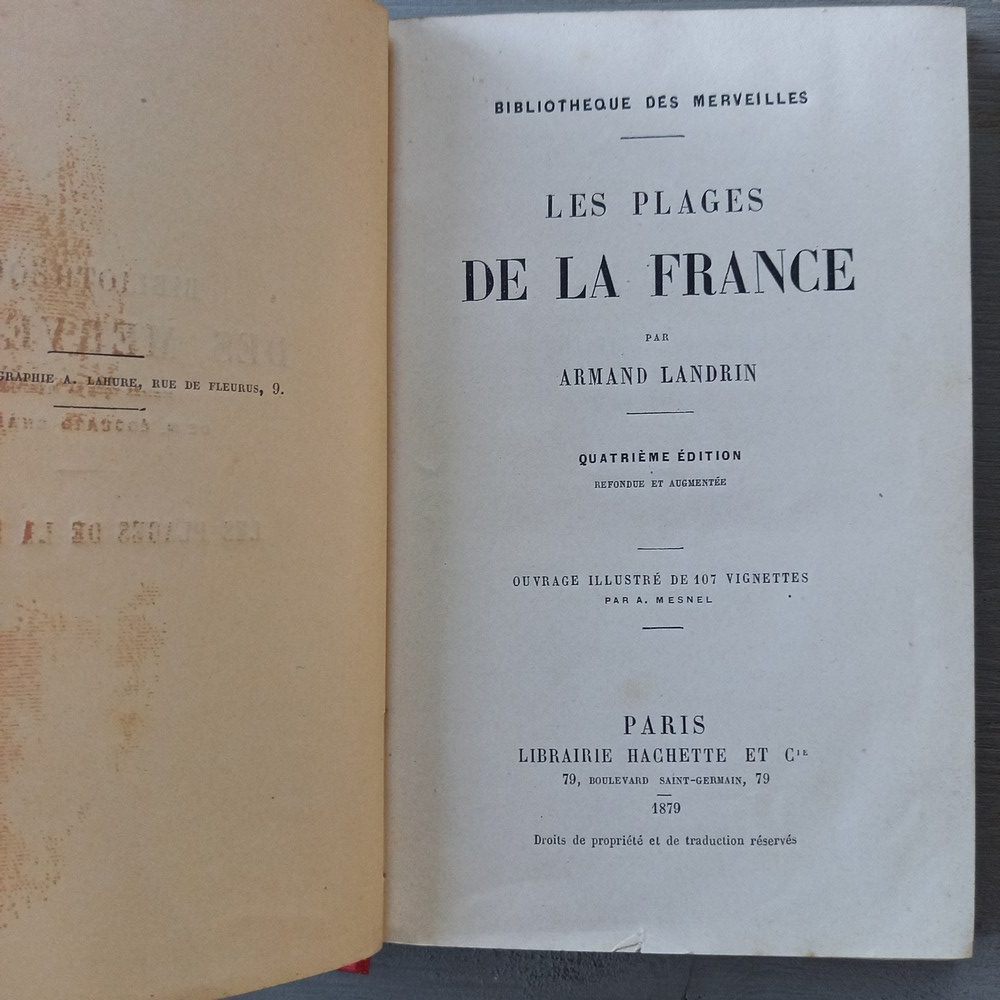 GRAPHIE A. LAHURE, RUE DE FLEURUS, 9.
BIBLIOTHEQUE DES MERVEILLES
LES PLAGES
DE LA FRANCE
PAR
ARMAND LANDRIN
QUATRIÈME ÉDITION
REFONDUE ET AUGMENTÉE
OUVRAGE ILLUSTRÉ DE 107 VIGNETTES
PAR A. MESNEL
PARIS
LIBRAIRIE HACHETTE ET CIE
79, BOULEVARD SAINT-GERMAIN, 79
1879
Droits de propriété et de traduction réservés